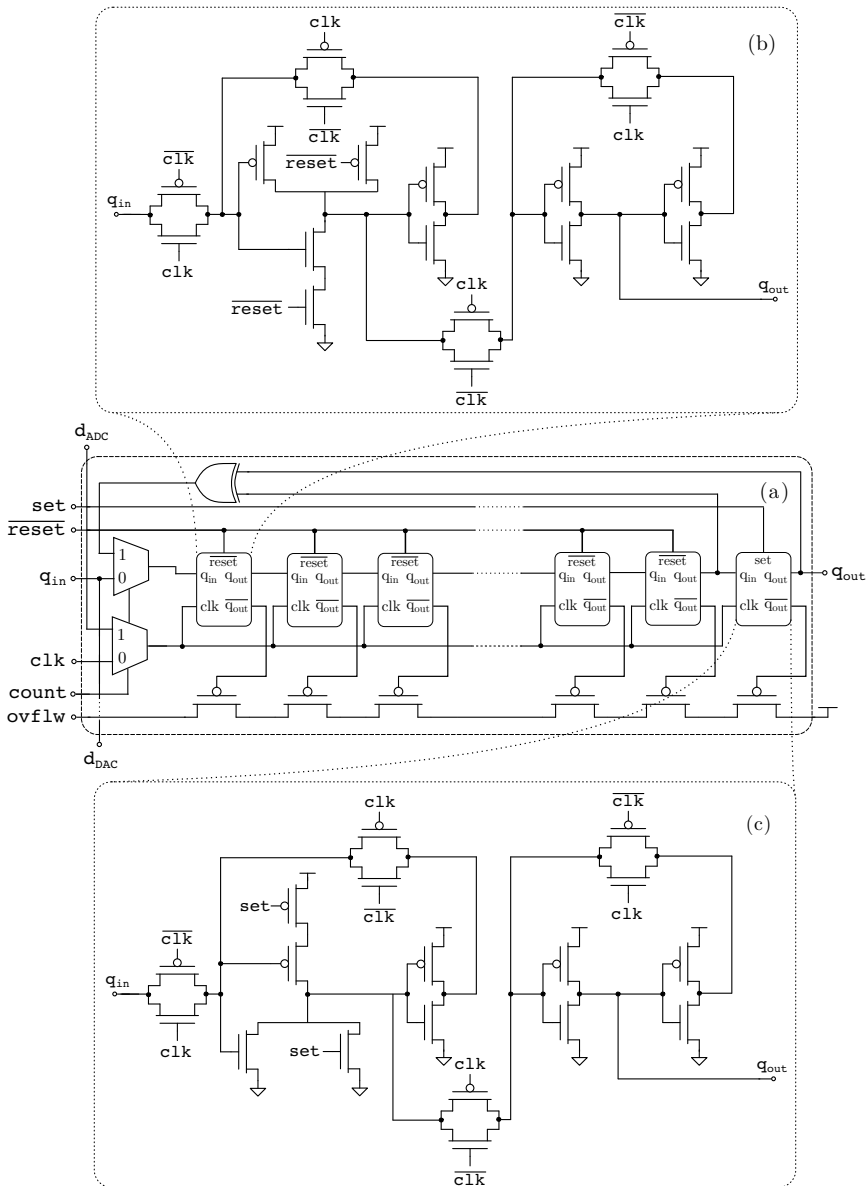 clk
clk
(b)
clk
clk
reset
clk
q_in
clk
clk
reset
q_out
clk
d_ADC
(a)
set
reset
1
reset
reset
reset
reset
reset
set
q_in
0
q_in q_out
q_in q_out
q_in q_out
q_in q_out
q_in q_out
q_in q_out
q_out
clk q_out
clk q_out
clk q_out
clk q_out
clk q_out
clk q_out
1
clk
0
count
ovflw
d_DAC
clk
clk
(c)
set
clk
clk
clk
q_in
clk
set
clk
q_out
clk